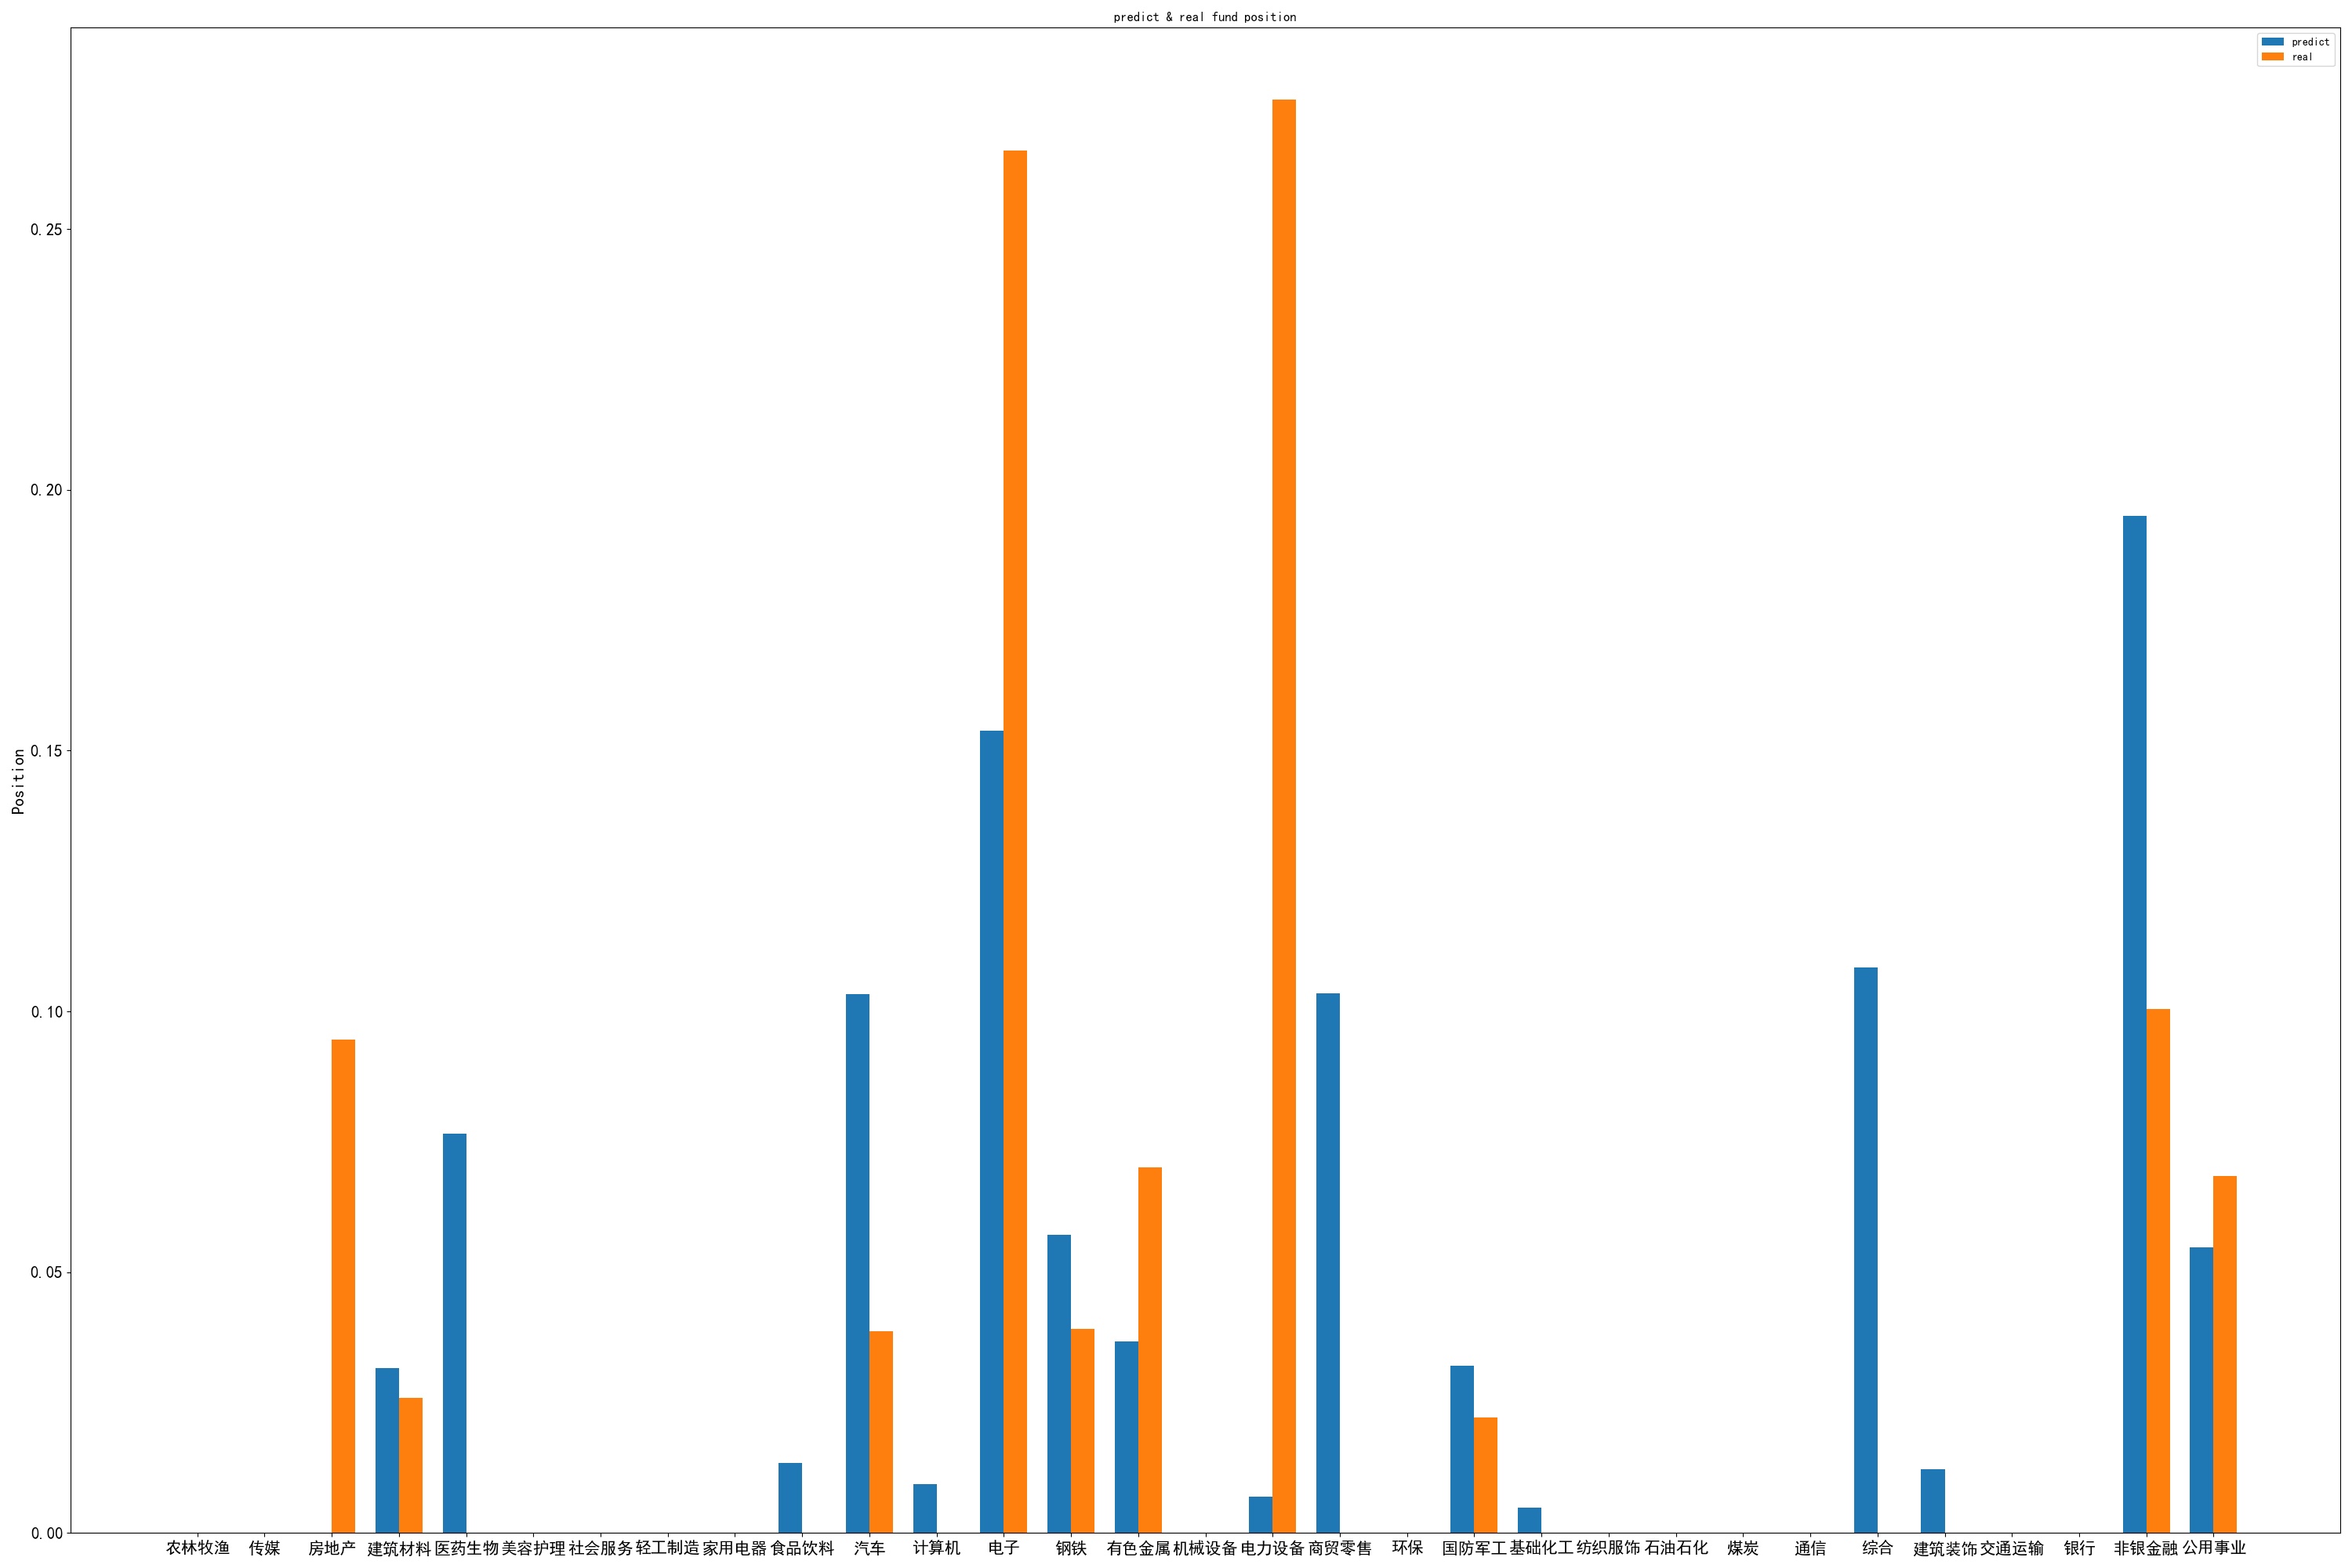 predict & real fund position
predict
real
Position
0.25
0.20
0.15
0.10
0.05
0.00
农林牧渔 传媒 房地产 建筑材料 医药生物 美容护理 社会服务 轻工制造 家用电器 食品饮料 汽车 计算机 电子 钢铁 有色金属 机械设备 电力设备 商贸零售 环保 国防军工 基础化工 纺织服饰 石油石化 煤炭 通信 综合 建筑装饰 交通运输 银行 非银金融 公用事业